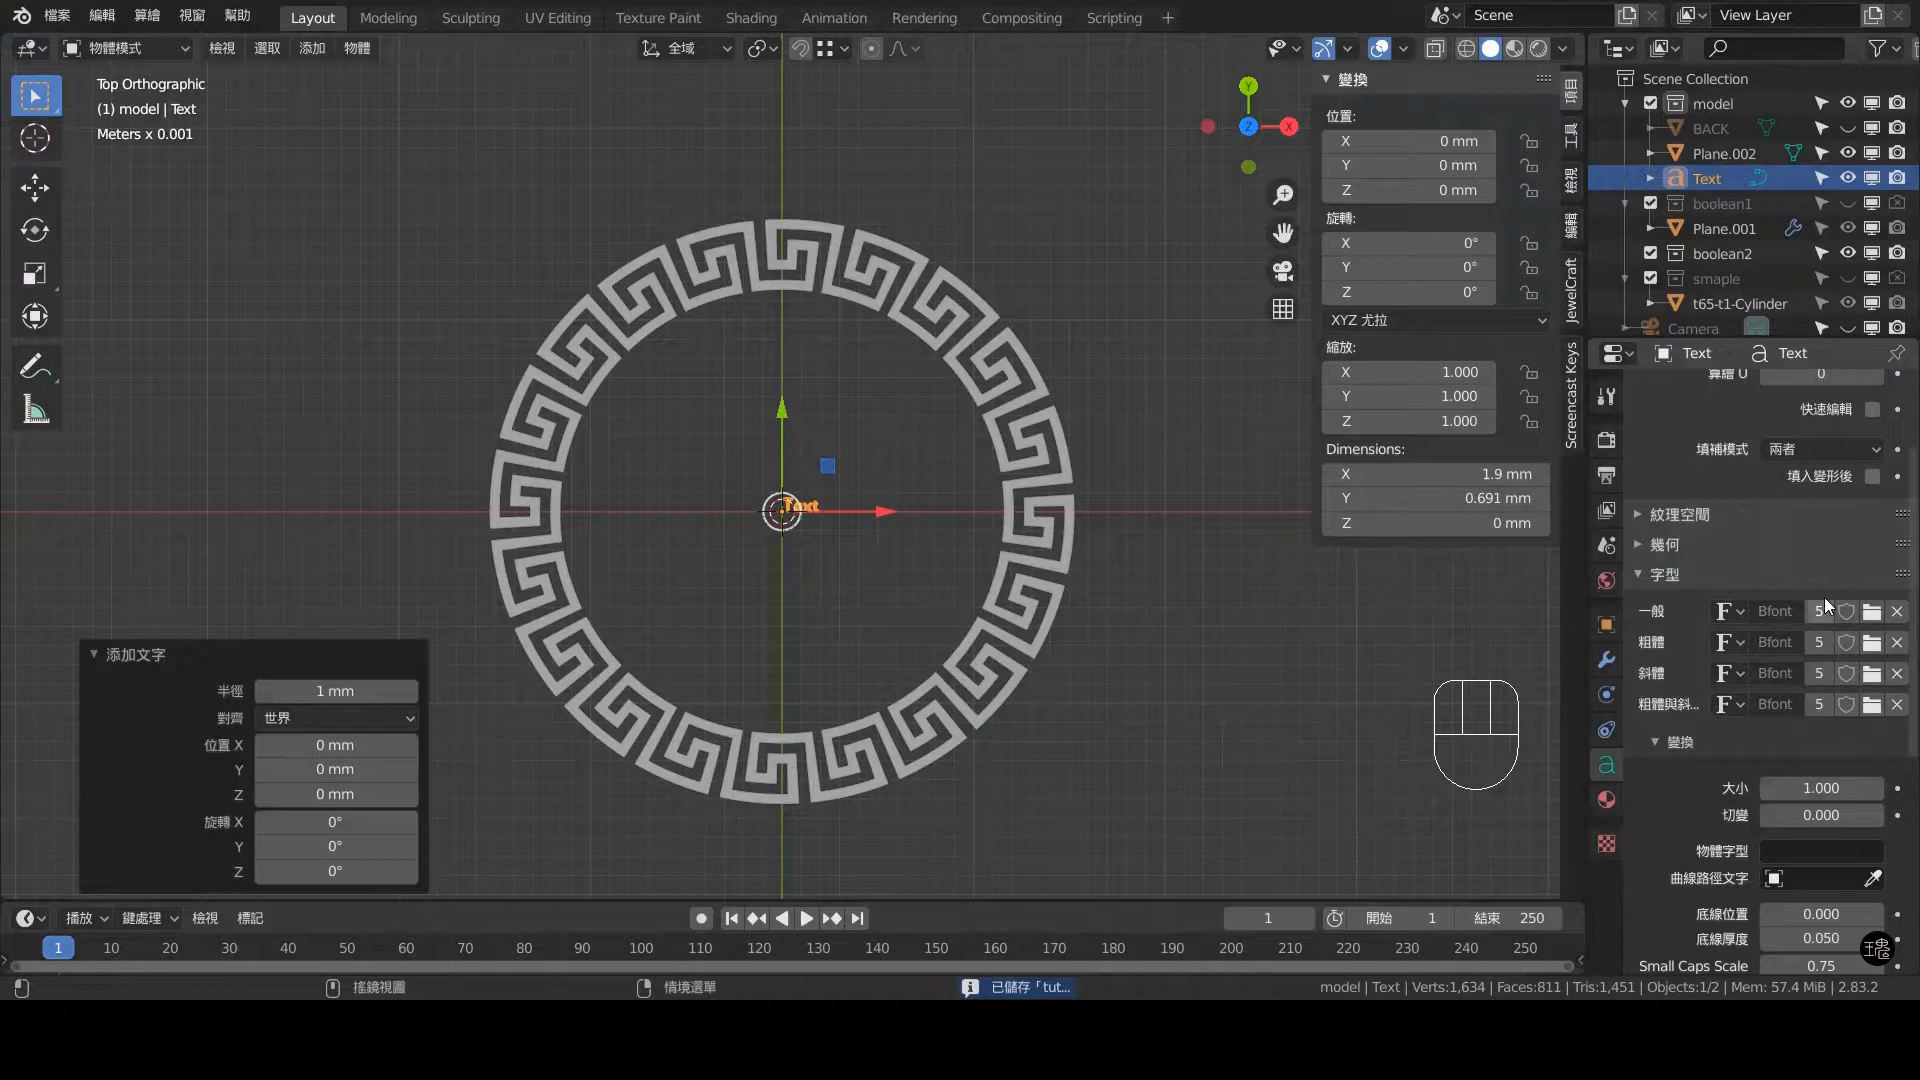 檔案 編輯 算繪 視窗 幫助 Layout Modeling Sculpting UV Editing Texture Paint Shading Animation Rendering Compositing Scripting + Scene View Layer
物體模式 檢視 選取 添加 物體 全域
Top Orthographic
(1) model | Text
Meters x 0.001
Y
Z X
變換
位置:
X 0 mm
Y 0 mm
Z 0 mm
旋轉:
X 0°
Y 0°
Z 0°
XYZ 尤拉
縮放:
X 1.000
Y 1.000
Z 1.000
Dimensions:
X 1.9 mm
Y 0.691 mm
Z 0 mm
項目
工具
檢視
編輯
JewelCraft
Screencast Keys
Scene Collection
model
BACK
Plane.002
Text
boolean1
Plane.001
boolean2
smaple
t65-t1-Cylinder
Camera
Text Text
算繪 U 0
快速編輯
填補模式 兩者
填入變形後
紋理空間
幾何
字型
一般 F Bfont 5
粗體 F Bfont 5
斜體 F Bfont 5
粗體與斜... F Bfont 5
變換
大小 1.000
切變 0.000
物體字型
曲線路徑文字
底線位置 0.000
底線厚度 0.050
Small Caps Scale 0.75
Text
添加文字
半徑 1 mm
對齊 世界
位置 X 0 mm
Y 0 mm
Z 0 mm
旋轉 X 0°
Y 0°
Z 0°
播放 鍵處理 檢視 標記 1 開始 1 結束 250
1 10 20 30 40 50 60 70 80 90 100 110 120 130 140 150 160 170 180 190 200 210 220 230 240 250
搖鏡視圖 情境選單 已儲存「tut... model | Text | Verts:1,634 | Faces:811 | Tris:1,451 | Objects:1/2 | Mem: 57.4 MiB | 2.83.2